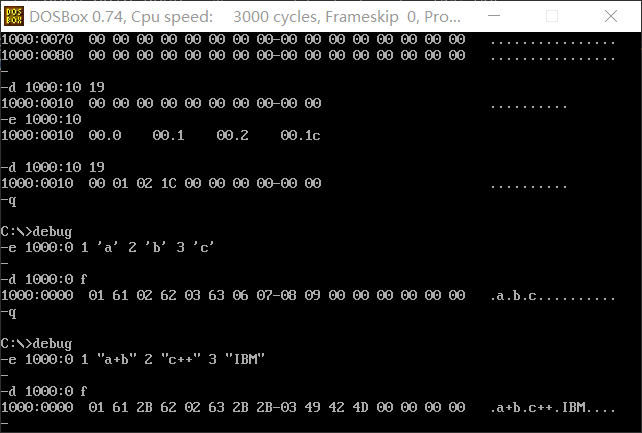 DOSBox 0.74, Cpu speed: 3000 cycles, Frameskip 0, Pro...
1000:0070 00 00 00 00 00 00 00 00-00 00 00 00 00 00 00 00 ................
1000:0080 00 00 00 00 00 00 00 00-00 00 00 00 00 00 00 00 ................
-
-d 1000:10 19
1000:0010 00 00 00 00 00 00 00 00-00 00 ..........
-e 1000:10
1000:0010 00.0 00.1 00.2 00.1c

-d 1000:10 19
1000:0010 00 01 02 1C 00 00 00 00-00 00 ..........
-q

C:\>debug
-e 1000:0 1 'a' 2 'b' 3 'c'
-
-d 1000:0 f
1000:0000 01 61 02 62 03 63 06 07-08 09 00 00 00 00 00 00 .a.b.c..........
-q

C:\>debug
-e 1000:0 1 "a+b" 2 "c++" 3 "IBM"
-
-d 1000:0 f
1000:0000 01 61 2B 62 02 63 2B 2B-03 49 42 4D 00 00 00 00 .a+b.c++.IBM....
-